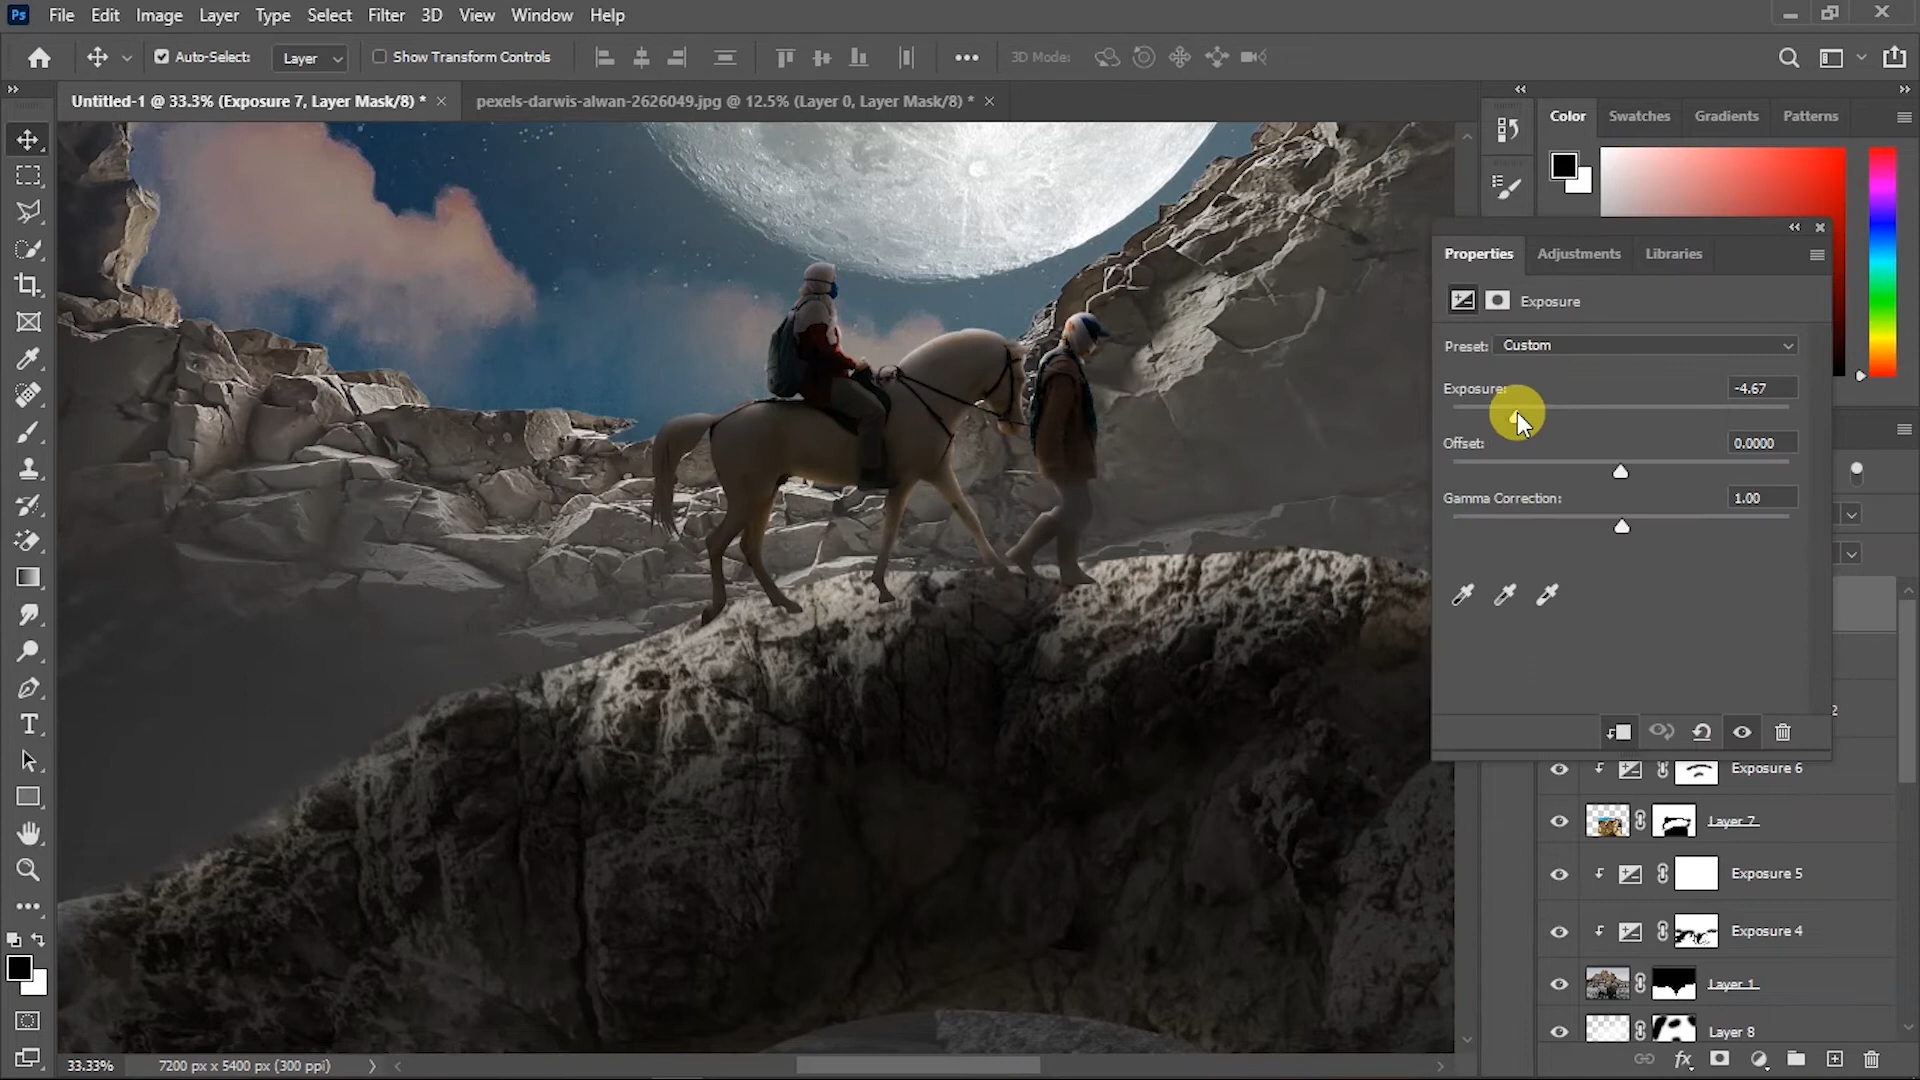 Ps File Edit Image Layer Type Select Filter 3D View Window Help
Auto-Select: Layer Show Transform Controls 3D Mode:
Untitled-1 @ 33.3% (Exposure 7, Layer Mask/8) * pexels-darwis-alwan-2626049.jpg @ 12.5% (Layer 0, Layer Mask/8) *
Color Swatches Gradients Patterns
Properties Adjustments Libraries
Exposure
Preset: Custom
Exposure: -4.67
Offset: 0.0000
Gamma Correction: 1.00
2
Exposure 6
Layer 7
Exposure 5
Exposure 4
Layer 1
Layer 8
33.33% 7200 px x 5400 px (300 ppi)
fx